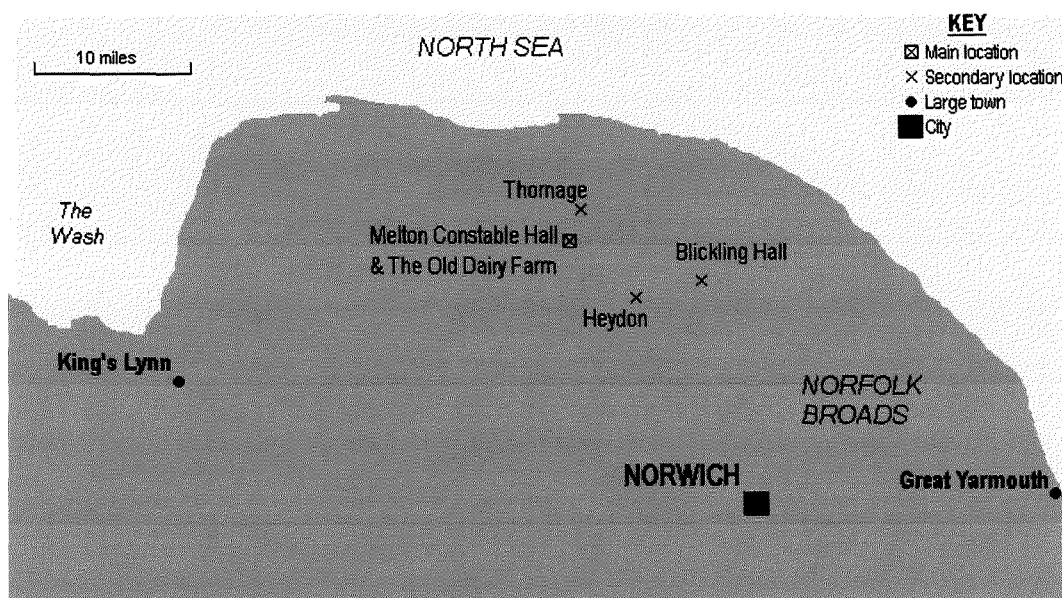 KEY
Main location
Secondary location
Large town
City
10 miles
NORTH SEA
The
Wash
Thornage
Melton Constable Hall
& The Old Dairy Farm
Blickling Hall
Heydon
King's Lynn
NORFOLK
BROADS
NORWICH
Great Yarmouth